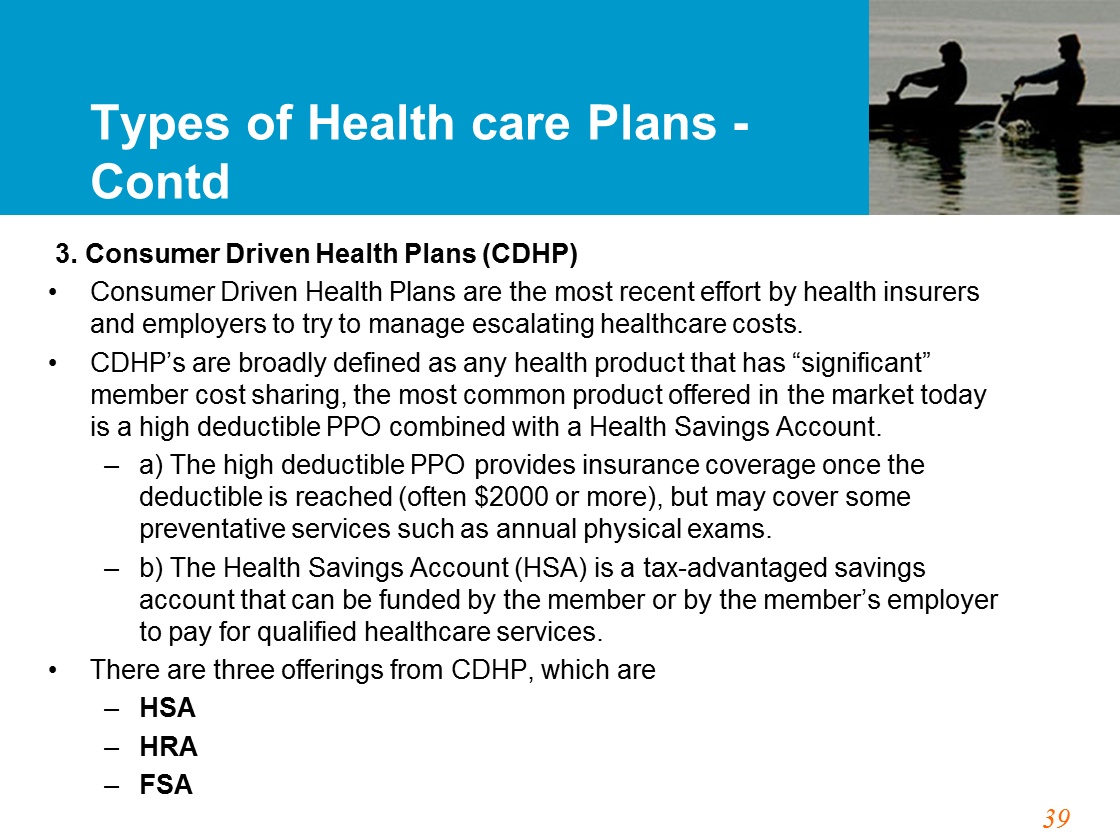 Types of Health care Plans -
Contd
3. Consumer Driven Health Plans (CDHP)
• Consumer Driven Health Plans are the most recent effort by health insurers
and employers to try to manage escalating healthcare costs.
• CDHP’s are broadly defined as any health product that has “significant”
member cost sharing, the most common product offered in the market today
is a high deductible PPO combined with a Health Savings Account.
– a) The high deductible PPO provides insurance coverage once the
deductible is reached (often $2000 or more), but may cover some
preventative services such as annual physical exams.
– b) The Health Savings Account (HSA) is a tax-advantaged savings
account that can be funded by the member or by the member’s employer
to pay for qualified healthcare services.
• There are three offerings from CDHP, which are
– HSA
– HRA
– FSA
39